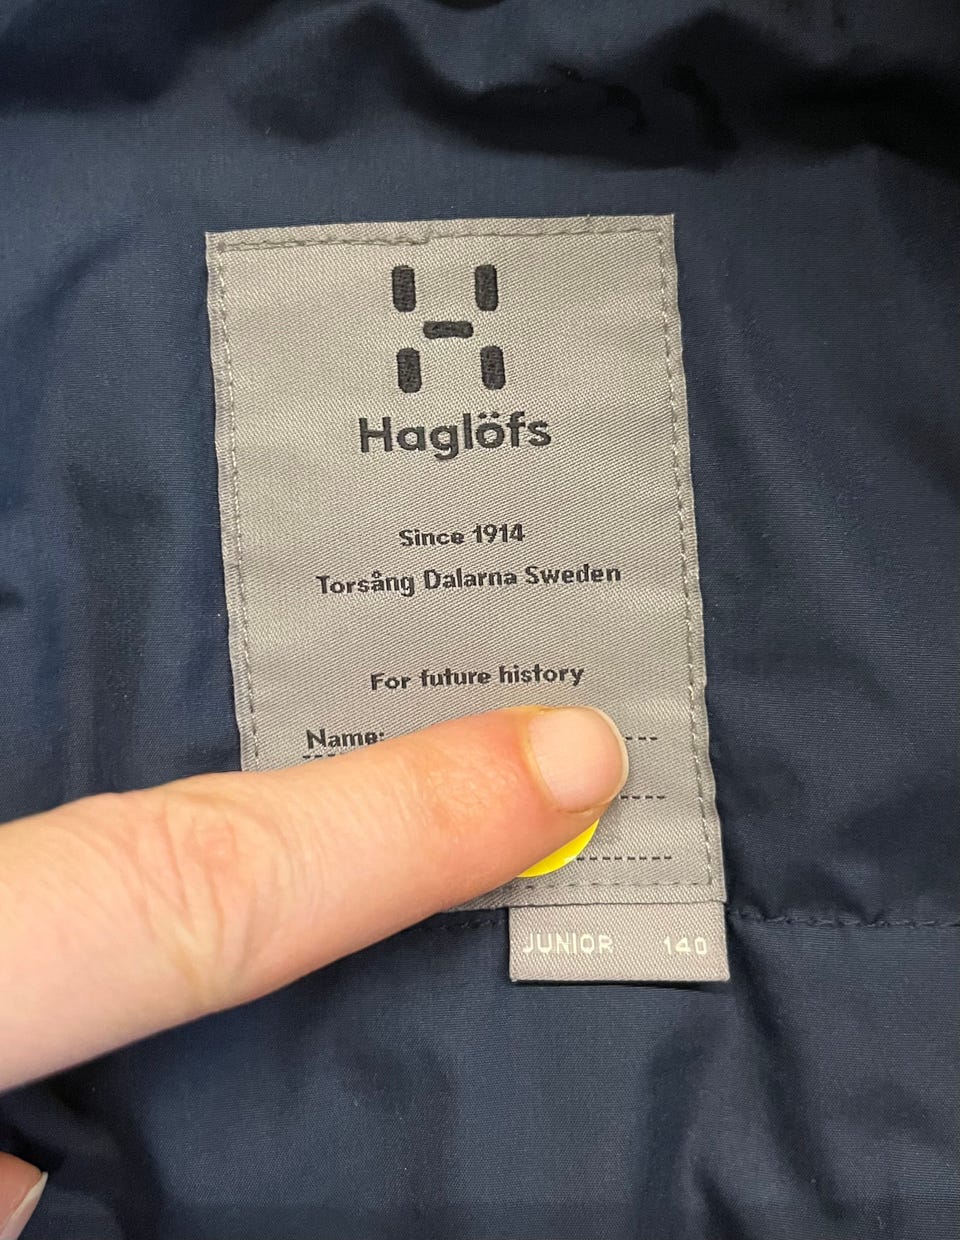 Haglöfs
Since 1914
Torsång Dalarna Sweden
For future history
Name:
JUNIOR 140